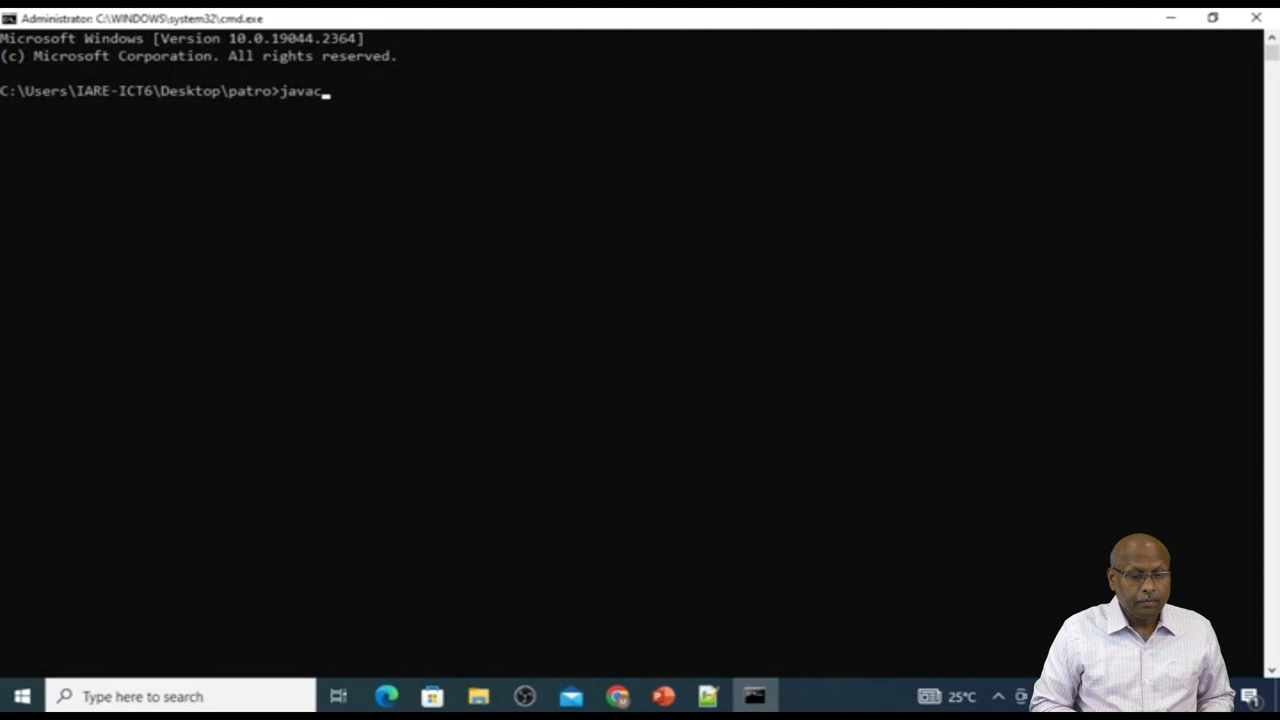 Administrator: C:\WINDOWS\system32\cmd.exe
Microsoft Windows [Version 10.0.19044.2364]
(c) Microsoft Corporation. All rights reserved.
C:\Users\IARE-ICT6\Desktop\patro>javac
Type here to search
25°C